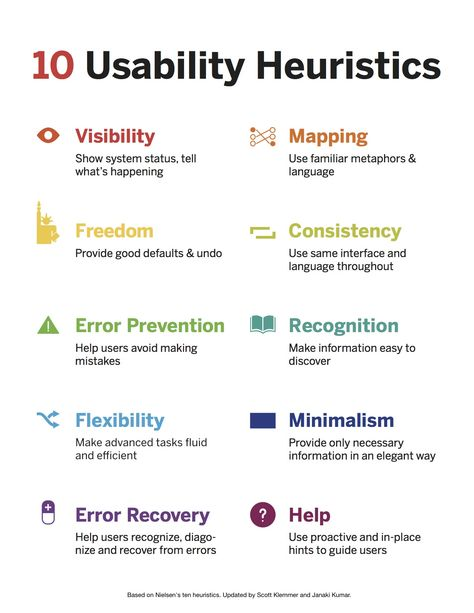 10 Usability Heuristics
Visibility
Show system status, tell
what's happening
Mapping
Use familiar metaphors &
language
Freedom
Provide good defaults & undo
Consistency
Use same interface and
language throughout
Error Prevention
Help users avoid making
mistakes
Recognition
Make information easy to
discover
Flexibility
Make advanced tasks fluid
and efficient
Minimalism
Provide only necessary
information in an elegant way
Error Recovery
Help users recognize, diago-
nize and recover from errors
?
Help
Use proactive and in-place
hints to guide users
Based on Nielsen's ten heuristics. Updated by Scott Klemmer and Janaki Kumar.